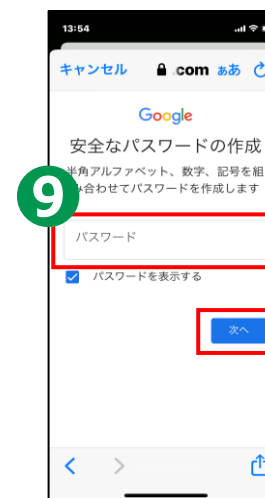 13:54
キャンセル .com ぁあ
Google
安全なパスワードの作成
半角アルファベット、数字、記号を組
み合わせてパスワードを作成します
9
パスワード
パスワードを表示する
次へ